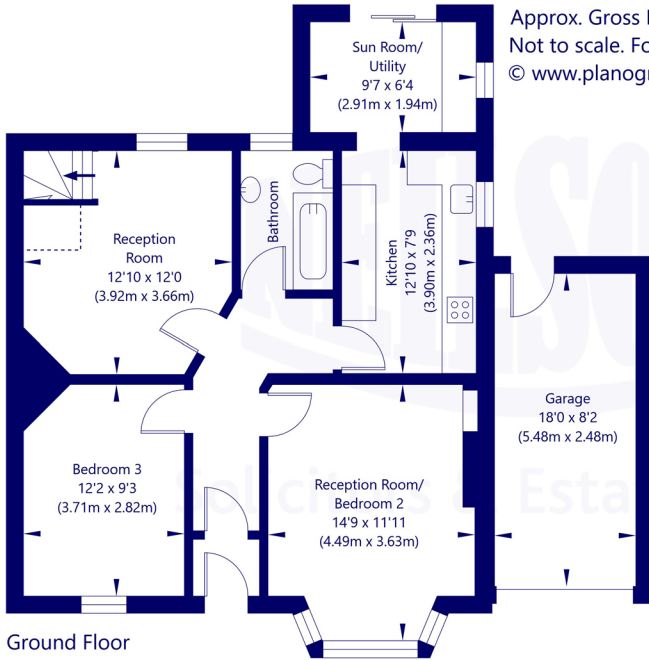 Approx. Gross
Not to scale.
© www.
Sun Room/
Utility
9'7 x 6'4
(2.91m x 1.94m)
Reception
Room
12'10 x 12'0
(3.92m x 3.66m)
Bathroom
Kitchen
12'10 x 7'9
(3.90m x 2.36m)
Garage
18'0 x 8'2
(5.48m x 2.48m)
Bedroom 3
12'2 x 9'3
(3.71m x 2.82m)
Reception Room/
Bedroom 2
14'9 x 11'11
(4.49m x 3.63m)
Ground Floor